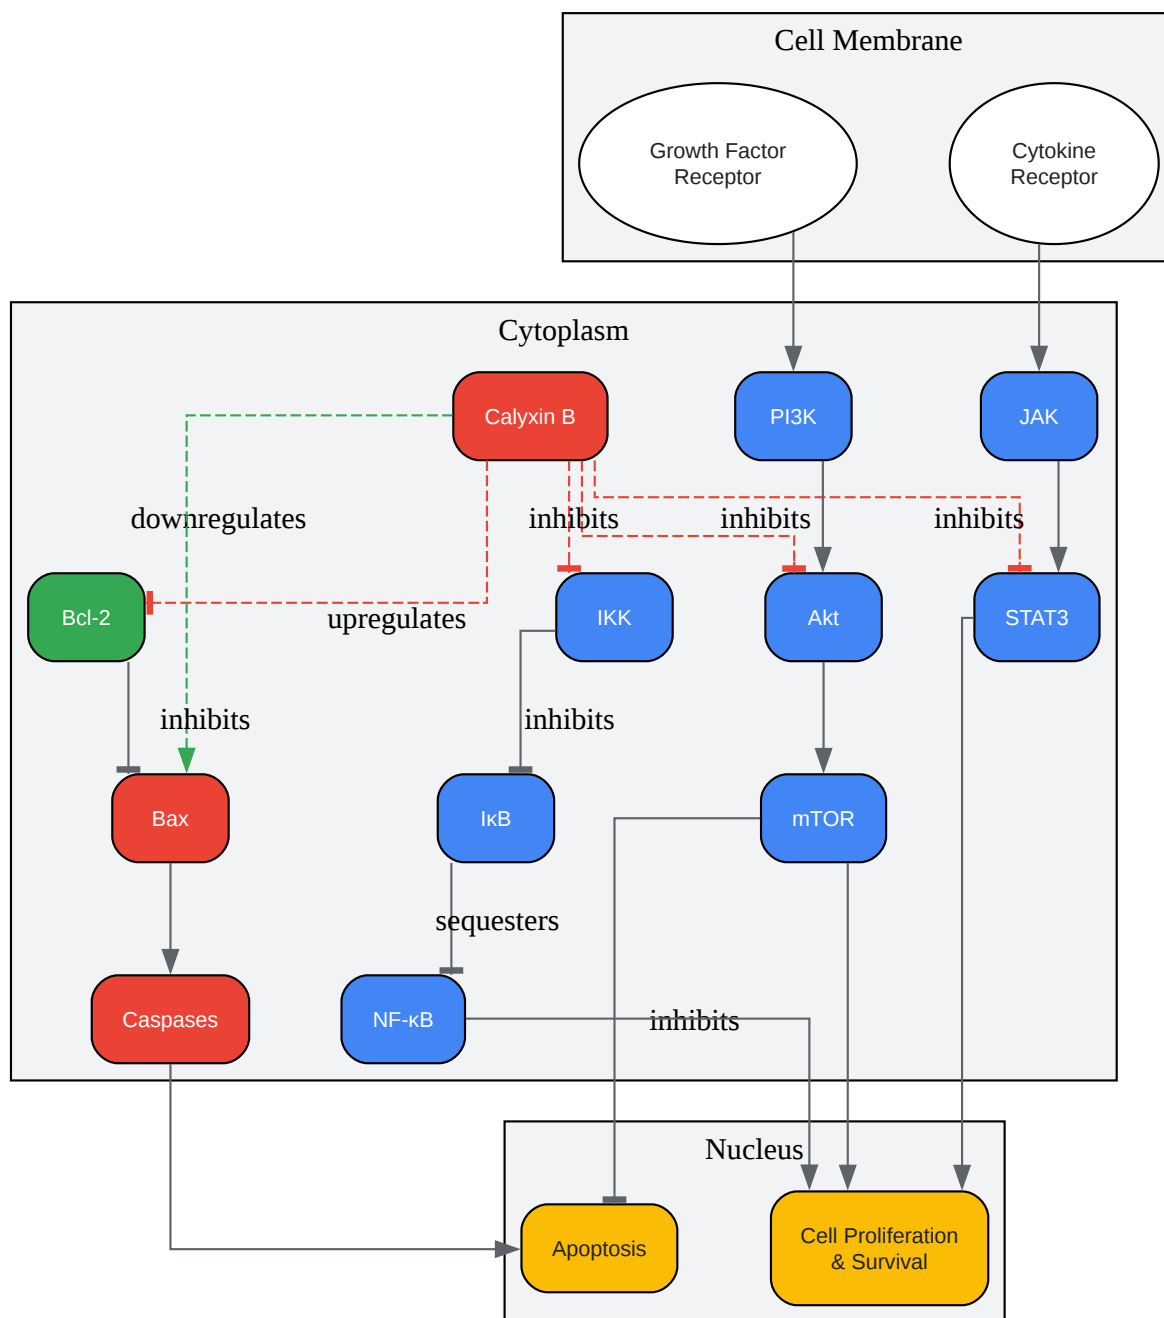 Cell Membrane
Growth Factor
Receptor
Cytokine
Receptor
Cytoplasm
Calyxin B
PI3K
JAK
downregulates
inhibits
inhibits
inhibits
Bcl-2
upregulates
IKK
Akt
STAT3
inhibits
inhibits
Bax
IκB
mTOR
sequesters
Caspases
NF-κB
inhibits
Nucleus
Apoptosis
Cell Proliferation
& Survival